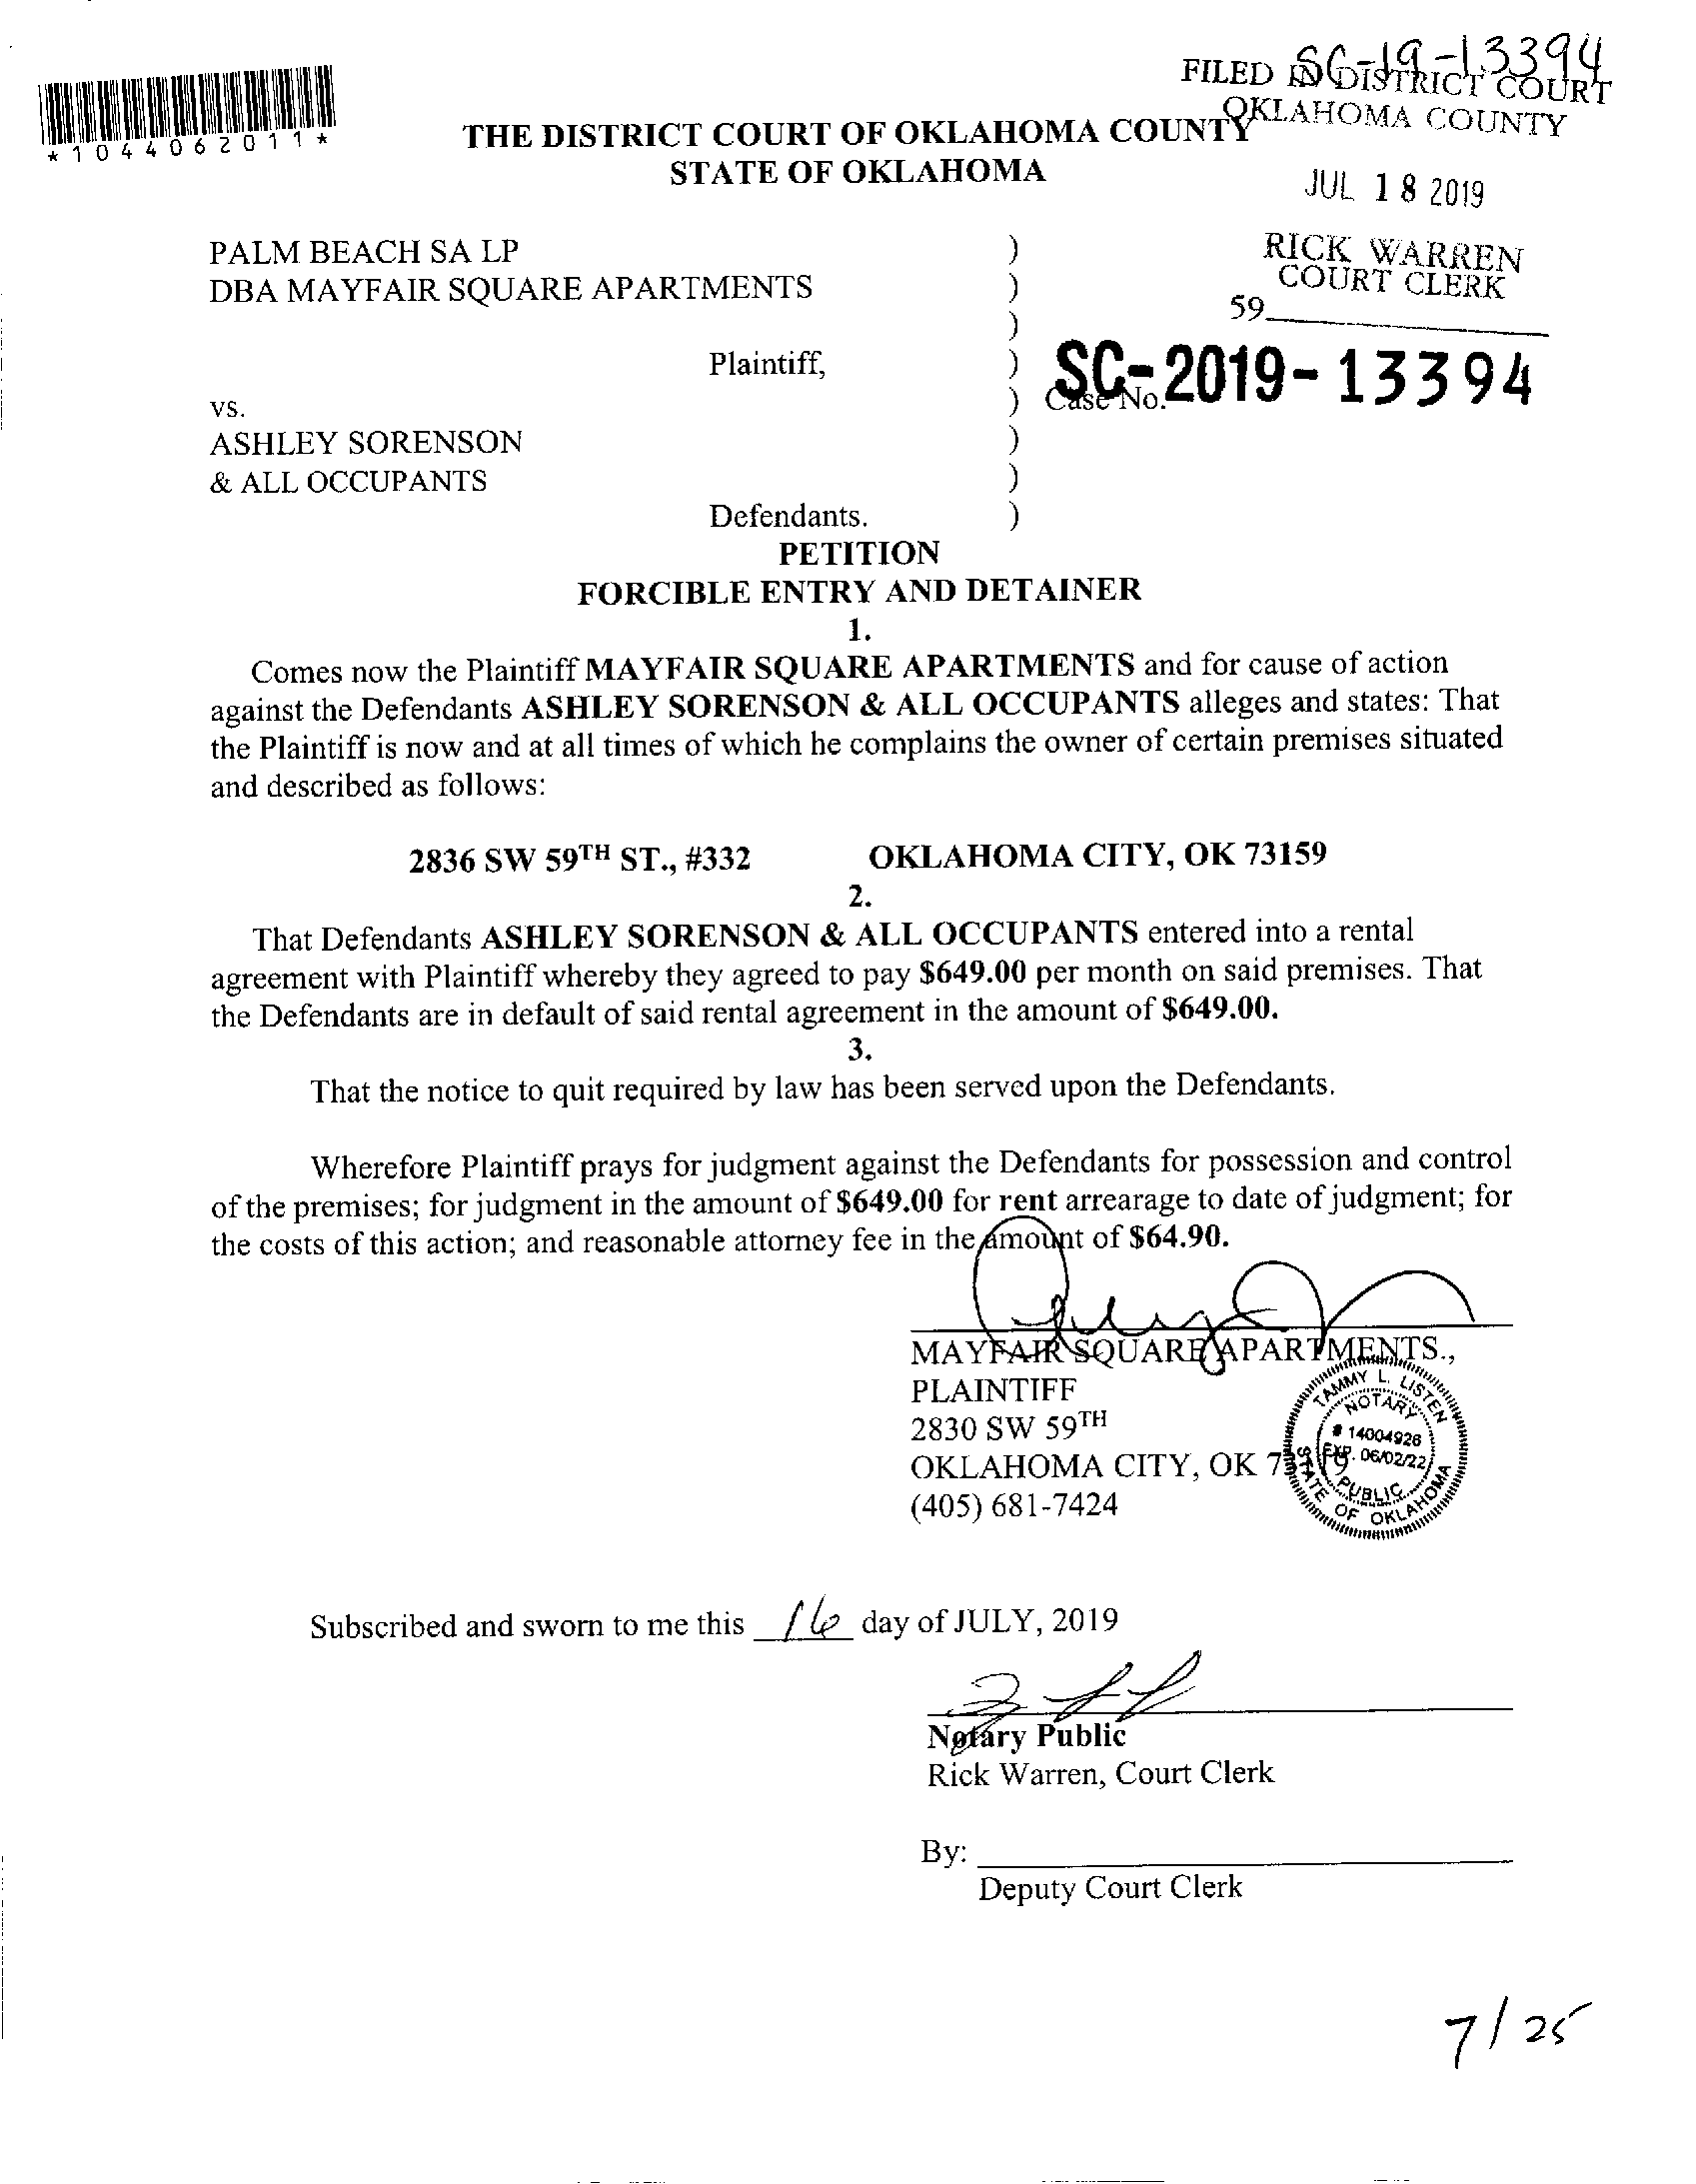 SC-19-13394
FILED IN DISTRICT COURT
OKLAHOMA COUNTY
*1044062011*
THE DISTRICT COURT OF OKLAHOMA COUNTY
STATE OF OKLAHOMA
JUL 18 2019
PALM BEACH SA LP )
RICK WARREN
COURT CLERK
DBA MAYFAIR SQUARE APARTMENTS )
59
)
Plaintiff, )
SC-2019-13394
vs. ) Case No.
ASHLEY SORENSON )
& ALL OCCUPANTS )
Defendants. )
PETITION
FORCIBLE ENTRY AND DETAINER
1.
Comes now the Plaintiff MAYFAIR SQUARE APARTMENTS and for cause of action
against the Defendants ASHLEY SORENSON & ALL OCCUPANTS alleges and states: That
the Plaintiff is now and at all times of which he complains the owner of certain premises situated
and described as follows:
2836 SW 59TH ST., #332 OKLAHOMA CITY, OK 73159
2.
That Defendants ASHLEY SORENSON & ALL OCCUPANTS entered into a rental
agreement with Plaintiff whereby they agreed to pay $649.00 per month on said premises. That
the Defendants are in default of said rental agreement in the amount of $649.00.
3.
That the notice to quit required by law has been served upon the Defendants.
Wherefore Plaintiff prays for judgment against the Defendants for possession and control
of the premises; for judgment in the amount of $649.00 for rent arrearage to date of judgment; for
the costs of this action; and reasonable attorney fee in the amount of $64.90.
MAYFAIR SQUARE APARTMENTS.,
PLAINTIFF
2830 SW 59TH
OKLAHOMA CITY, OK
(405) 681-7424
TAMMY L. LISTEN
NOTARY
# 14004926
EXP. 06/02/22
PUBLIC
STATE OF OKLAHOMA
Subscribed and sworn to me this 16 day of JULY, 2019
Notary Public
Rick Warren, Court Clerk
By:
Deputy Court Clerk
7/25